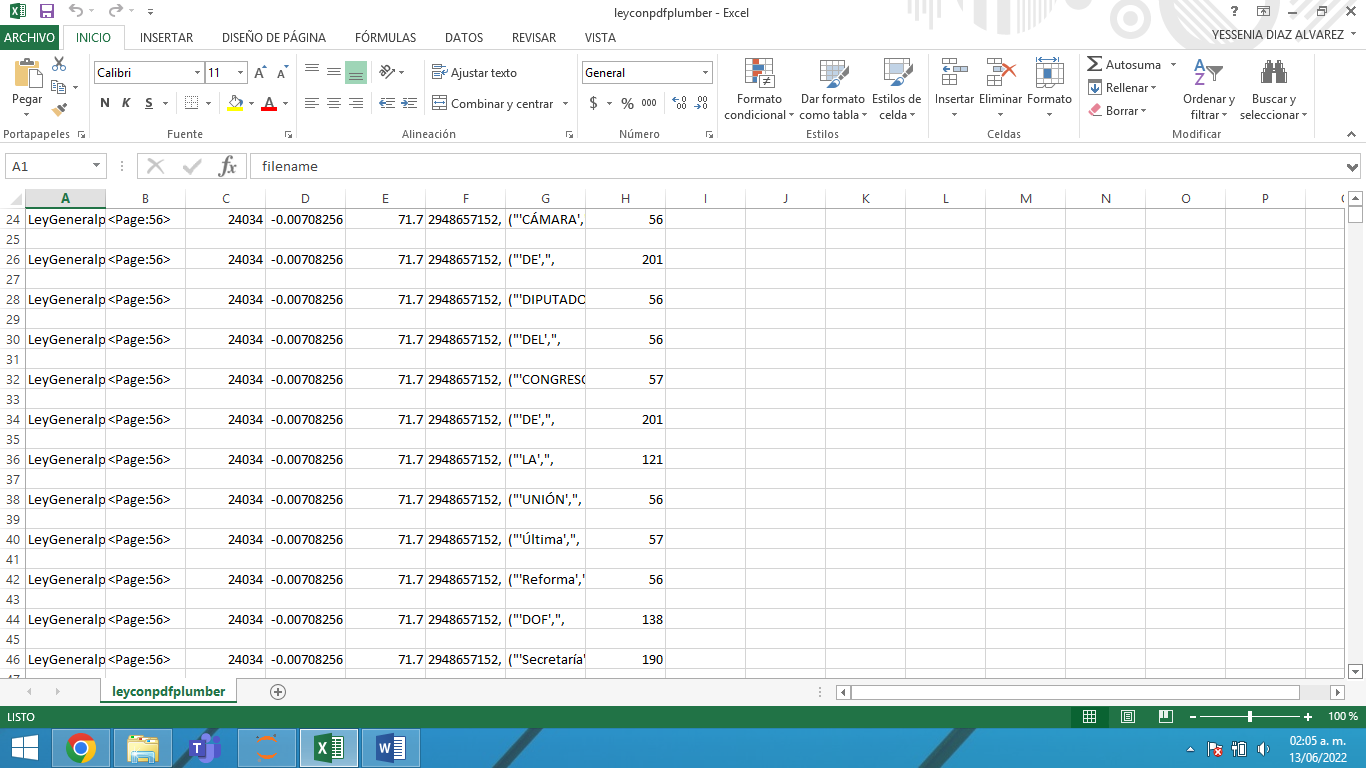 leyconpdfplumber - Excel
ARCHIVO INICIO INSERTAR DISEÑO DE PÁGINA FÓRMULAS DATOS REVISAR VISTA YESSENIA DIAZ ALVAREZ
Pegar
Calibri 11
N K S
Ajustar texto
Combinar y centrar
General
$ % 000
Formato condicional
Dar formato como tabla
Estilos de celda
Insertar Eliminar Formato
Autosuma
Rellenar
Borrar
Ordenar y filtrar
Buscar y seleccionar
Portapapeles Fuente Alineación Número Estilos Celdas Modificar
A1 fx filename
A B C D E F G H I J K L M N O P
24 LeyGeneralp <Page:56> 24034 -0.00708256 71.7 2948657152, ("'CÁMARA', 56
25
26 LeyGeneralp <Page:56> 24034 -0.00708256 71.7 2948657152, ("'DE',", 201
27
28 LeyGeneralp <Page:56> 24034 -0.00708256 71.7 2948657152, ("'DIPUTADO 56
29
30 LeyGeneralp <Page:56> 24034 -0.00708256 71.7 2948657152, ("'DEL',", 56
31
32 LeyGeneralp <Page:56> 24034 -0.00708256 71.7 2948657152, ("'CONGRESO 57
33
34 LeyGeneralp <Page:56> 24034 -0.00708256 71.7 2948657152, ("'DE',", 201
35
36 LeyGeneralp <Page:56> 24034 -0.00708256 71.7 2948657152, ("'LA',", 121
37
38 LeyGeneralp <Page:56> 24034 -0.00708256 71.7 2948657152, ("'UNIÓN',", 56
39
40 LeyGeneralp <Page:56> 24034 -0.00708256 71.7 2948657152, ("'Última',", 57
41
42 LeyGeneralp <Page:56> 24034 -0.00708256 71.7 2948657152, ("'Reforma'," 56
43
44 LeyGeneralp <Page:56> 24034 -0.00708256 71.7 2948657152, ("'DOF',", 138
45
46 LeyGeneralp <Page:56> 24034 -0.00708256 71.7 2948657152, ("'Secretaría' 190
leyconpdfplumber
LISTO 100 %
02:05 a. m.
13/06/2022